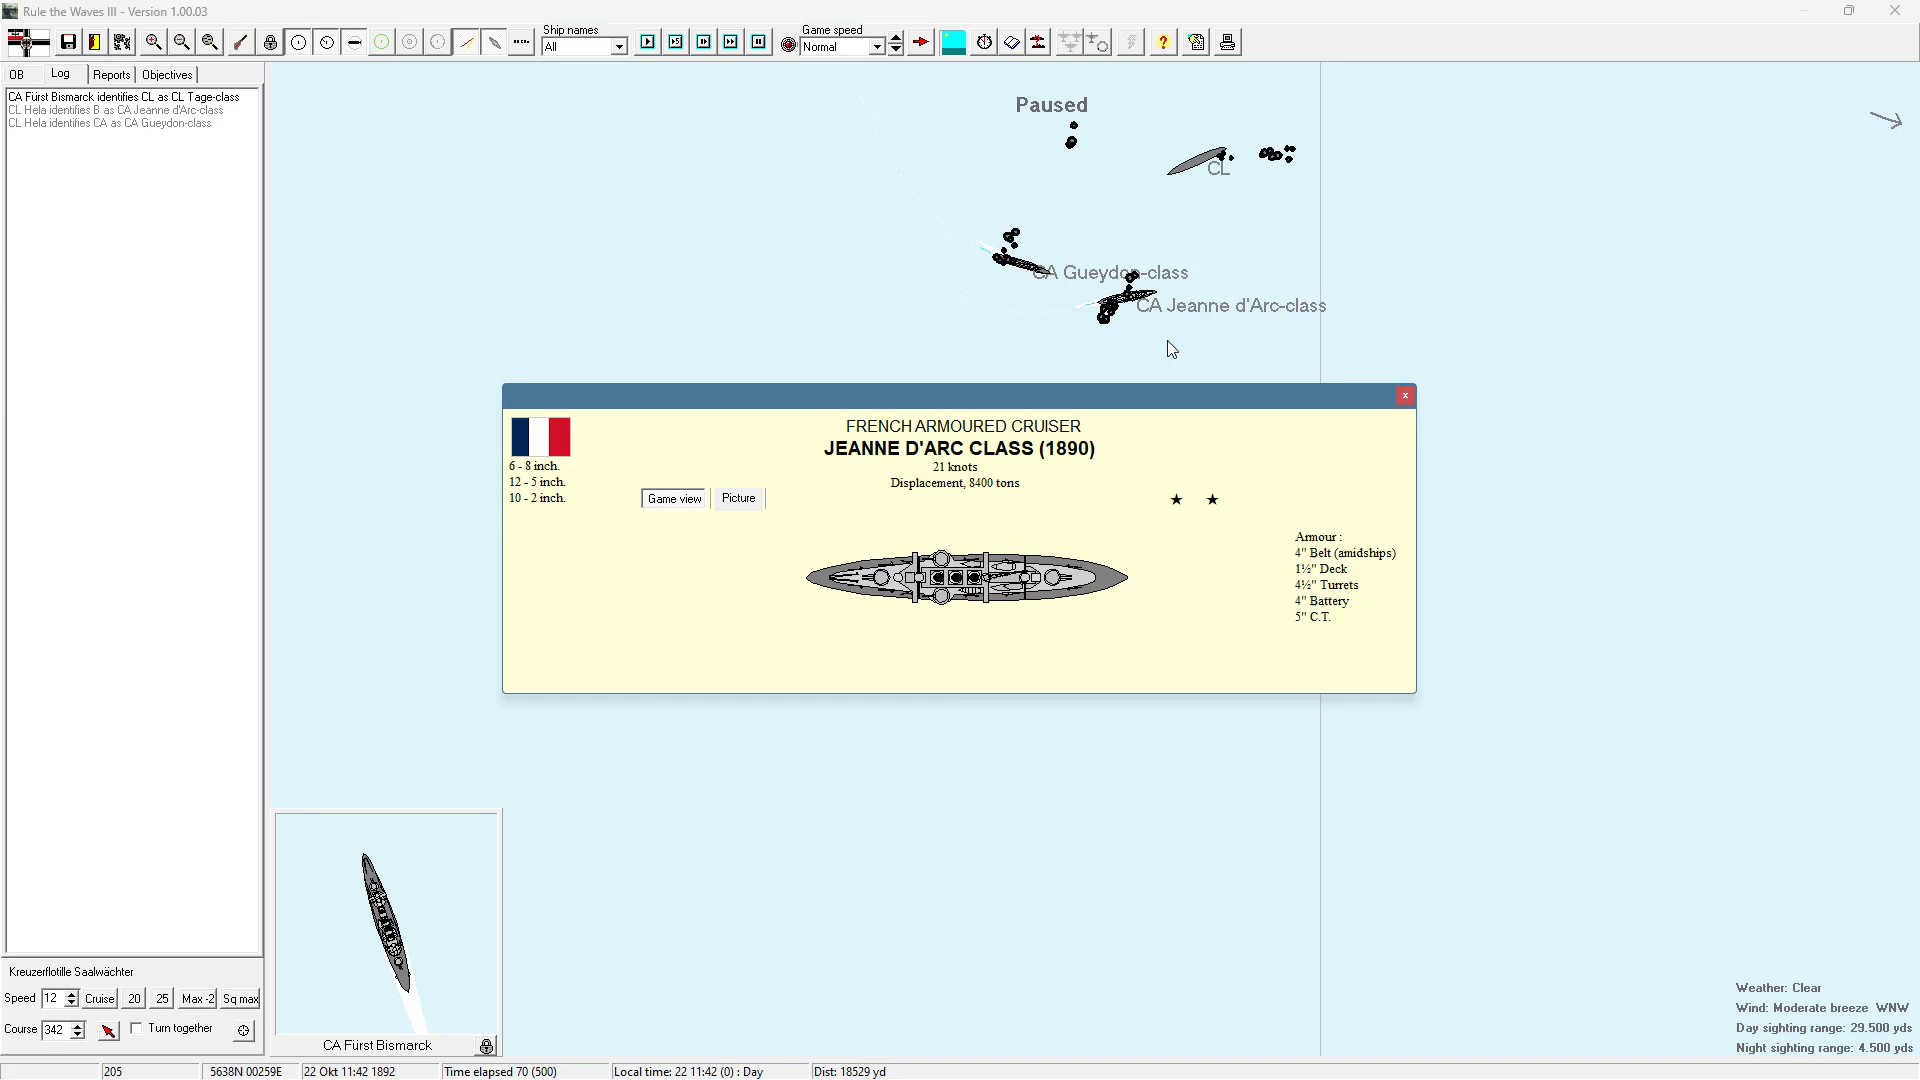 Rule the Waves III - Version 1.00.03
Ship names
All
Game speed
Normal
OB
Log
Reports
Objectives
CA Fürst Bismarck identifies CL as CL Tage-class
CL Hela identifies B as CA Jeanne d'Arc-class
CL Hela identifies CA as CA Gueydon-class
Paused
CL
CA Gueydon-class
CA Jeanne d'Arc-class
FRENCH ARMOURED CRUISER
JEANNE D'ARC CLASS (1890)
21 knots
Displacement, 8400 tons
6 - 8 inch.
12 - 5 inch.
10 - 2 inch.
Game view
Picture
Armour :
4" Belt (amidships)
1½" Deck
4½" Turrets
4" Battery
5" C.T.
Kreuzerflotille Saalwächter
Speed 12 Cruise 20 25 Max -2 Sq max
Course 342 Turn together
CA Fürst Bismarck
Weather: Clear
Wind: Moderate breeze WNW
Day sighting range: 29.500 yds
Night sighting range: 4.500 yds
205
5638N 00259E
22 Okt 11:42 1892
Time elapsed 70 (500)
Local time: 22 11:42 (0) : Day
Dist: 18529 yd